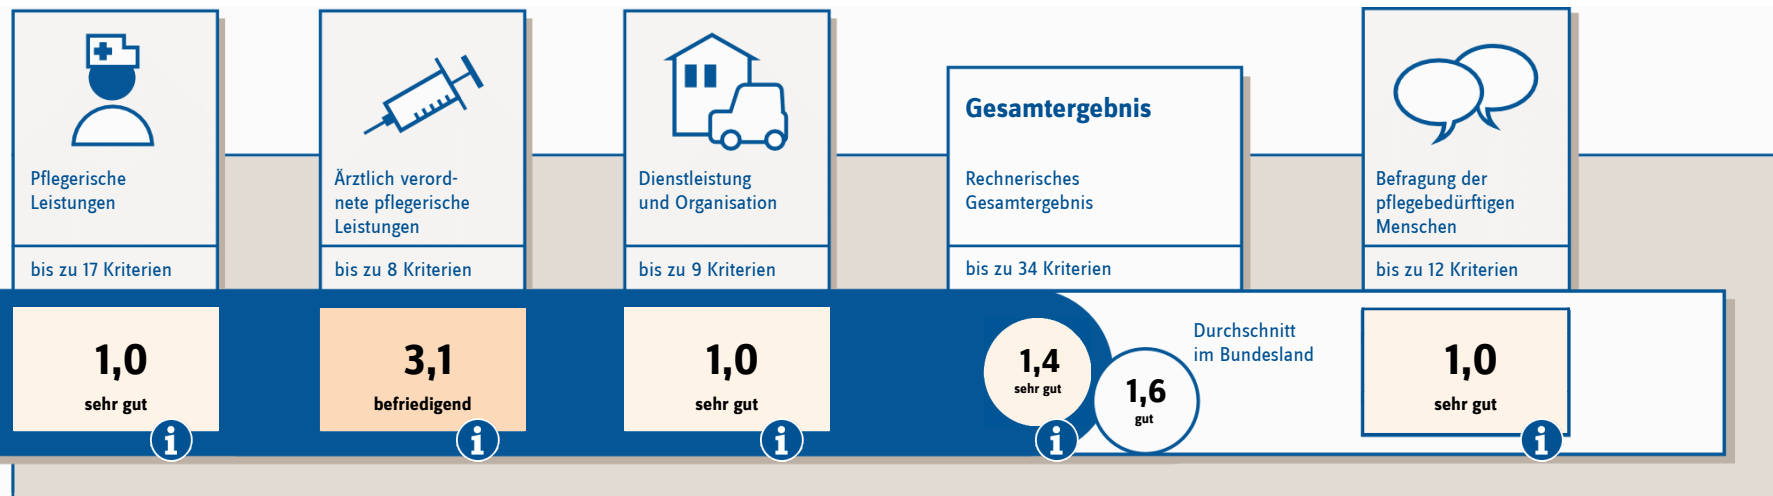 Pflegerische
Leistungen
bis zu 17 Kriterien
1,0
sehr gut
i
Ärztlich verord-
nete pflegerische
Leistungen
bis zu 8 Kriterien
3,1
befriedigend
i
Dienstleistung
und Organisation
bis zu 9 Kriterien
1,0
sehr gut
i
Gesamtergebnis
Rechnerisches
Gesamtergebnis
bis zu 34 Kriterien
1,4
sehr gut
i
1,6
gut
Durchschnitt
im Bundesland
Befragung der
pflegebedürftigen
Menschen
bis zu 12 Kriterien
1,0
sehr gut
i